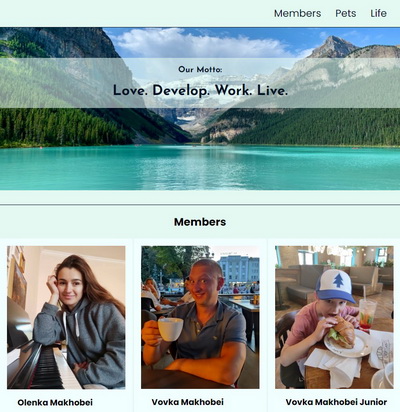 Members Pets Life
Our Motto:
Love. Develop. Work. Live.
Members
Olenka Makhobei
Vovka Makhobei
Vovka Makhobei Junior